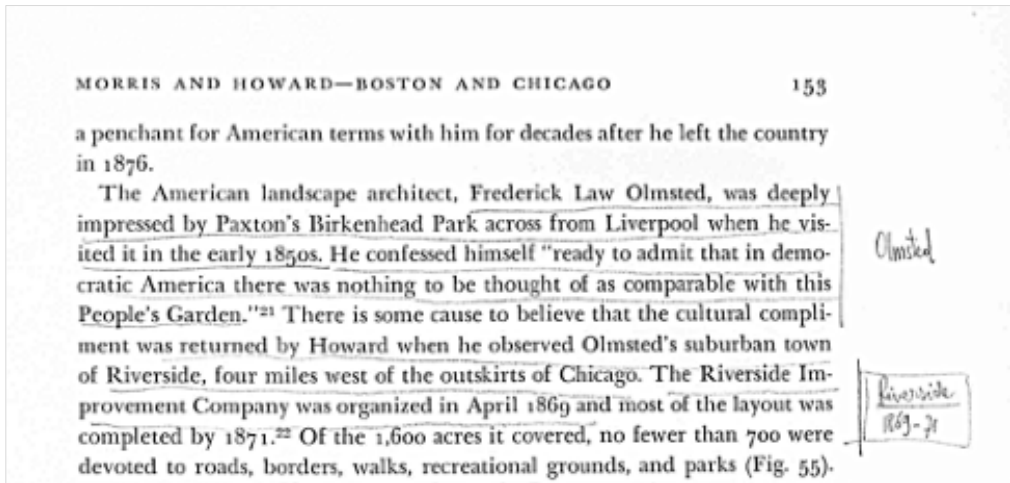 MORRIS AND HOWARD—BOSTON AND CHICAGO 153
a penchant for American terms with him for decades after he left the country
in 1876.
The American landscape architect, Frederick Law Olmsted, was deeply
impressed by Paxton's Birkenhead Park across from Liverpool when he vis-
ited it in the early 1850s. He confessed himself "ready to admit that in demo-
cratic America there was nothing to be thought of as comparable with this
People's Garden."21 There is some cause to believe that the cultural compli-
ment was returned by Howard when he observed Olmsted's suburban town
of Riverside, four miles west of the outskirts of Chicago. The Riverside Im-
provement Company was organized in April 1869 and most of the layout was
completed by 1871.22 Of the 1,600 acres it covered, no fewer than 700 were
devoted to roads, borders, walks, recreational grounds, and parks (Fig. 55).
Olmsted
Riverside
1869-71